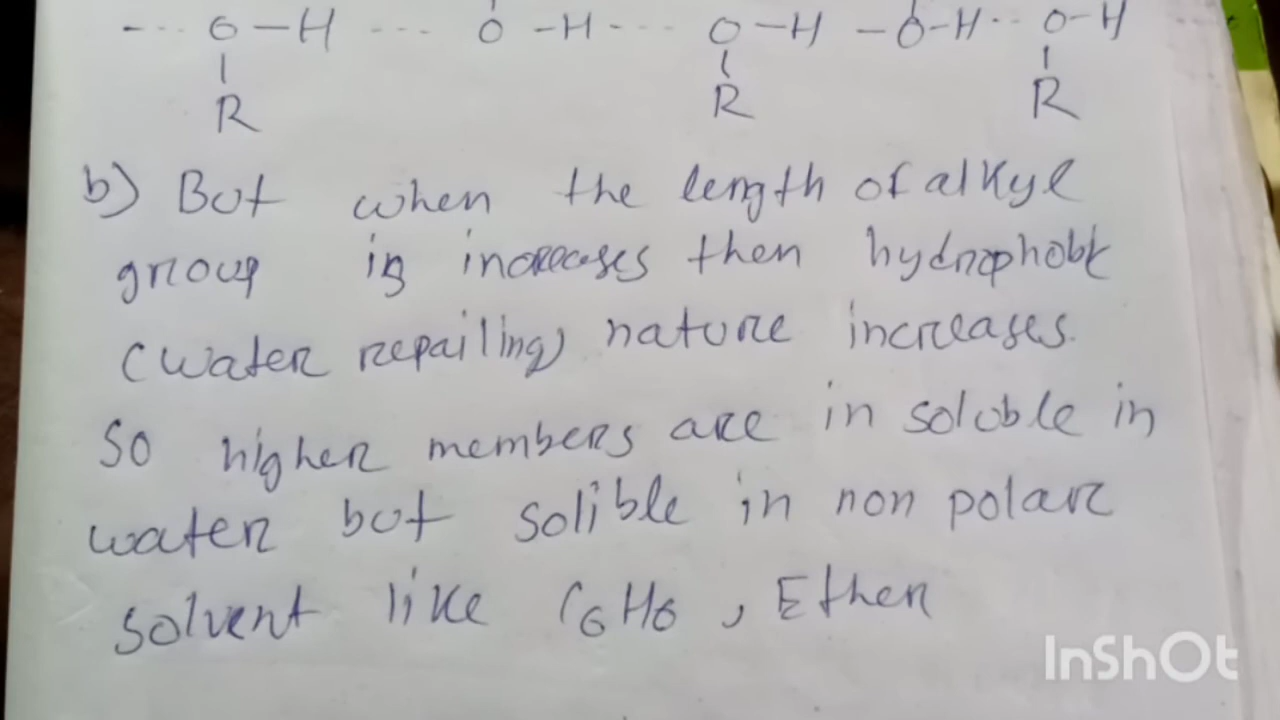 --- O-H --- O-H --- O-H -O-H -- O-H
R R R
b) But when the length of alkyl
group is increases then hydrophobic
(water repailing) nature increases.
So higher members are in soluble in
water but solible in non polar
solvent like C6H6, Ether
InShOt